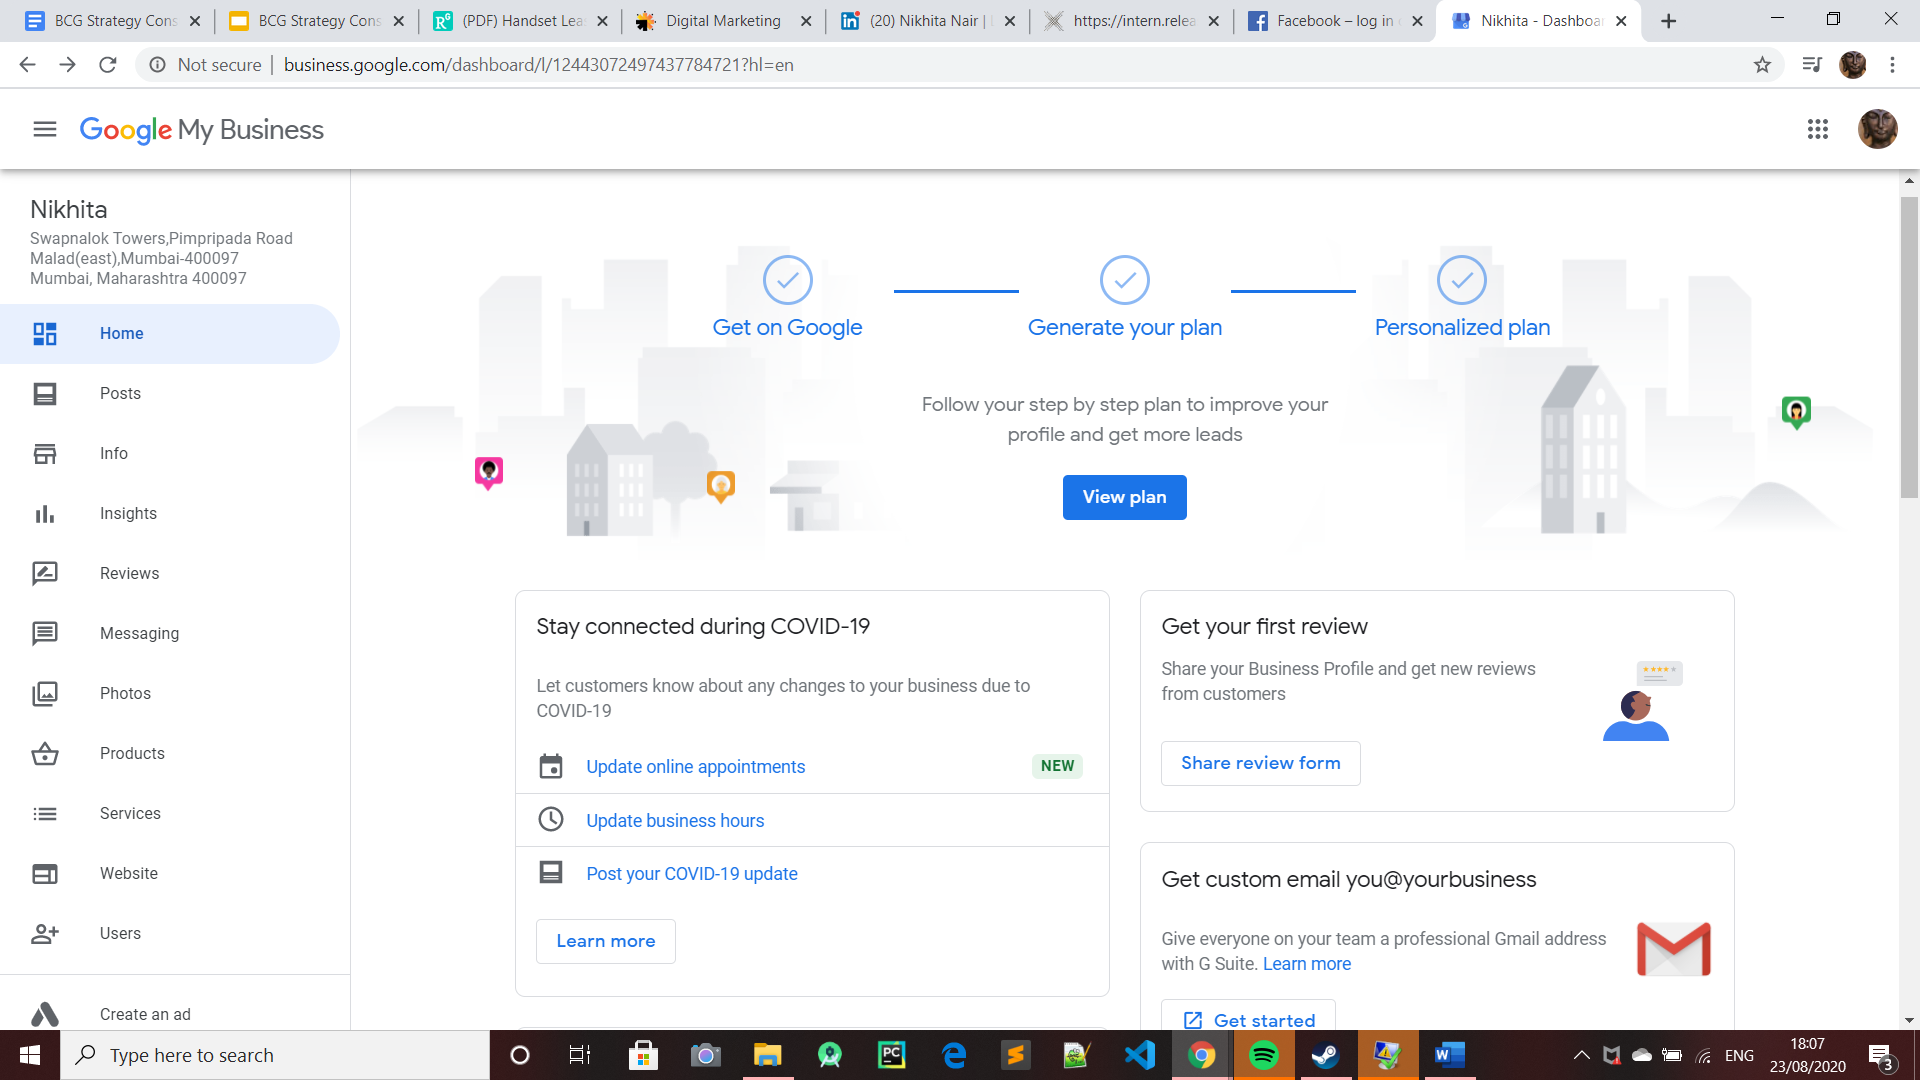 BCG Strategy Cons
BCG Strategy Cons
(PDF) Handset Lea
Digital Marketing
(20) Nikhita Nair |
https://intern.relea
Facebook – log in
Nikhita - Dashboar
Not secure
business.google.com/dashboard/l/12443072497437784721?hl=en
Google My Business
Nikhita
Swapnalok Towers,Pimpripada Road
Malad(east),Mumbai-400097
Mumbai, Maharashtra 400097
Home
Posts
Info
Insights
Reviews
Messaging
Photos
Products
Services
Website
Users
Create an ad
Get on Google
Generate your plan
Personalized plan
Follow your step by step plan to improve your
profile and get more leads
View plan
Stay connected during COVID-19
Let customers know about any changes to your business due to
COVID-19
Update online appointments
NEW
Update business hours
Post your COVID-19 update
Learn more
Get your first review
Share your Business Profile and get new reviews
from customers
Share review form
Get custom email you@yourbusiness
Give everyone on your team a professional Gmail address
with G Suite. Learn more
Get started
Type here to search
ENG
18:07
23/08/2020
3